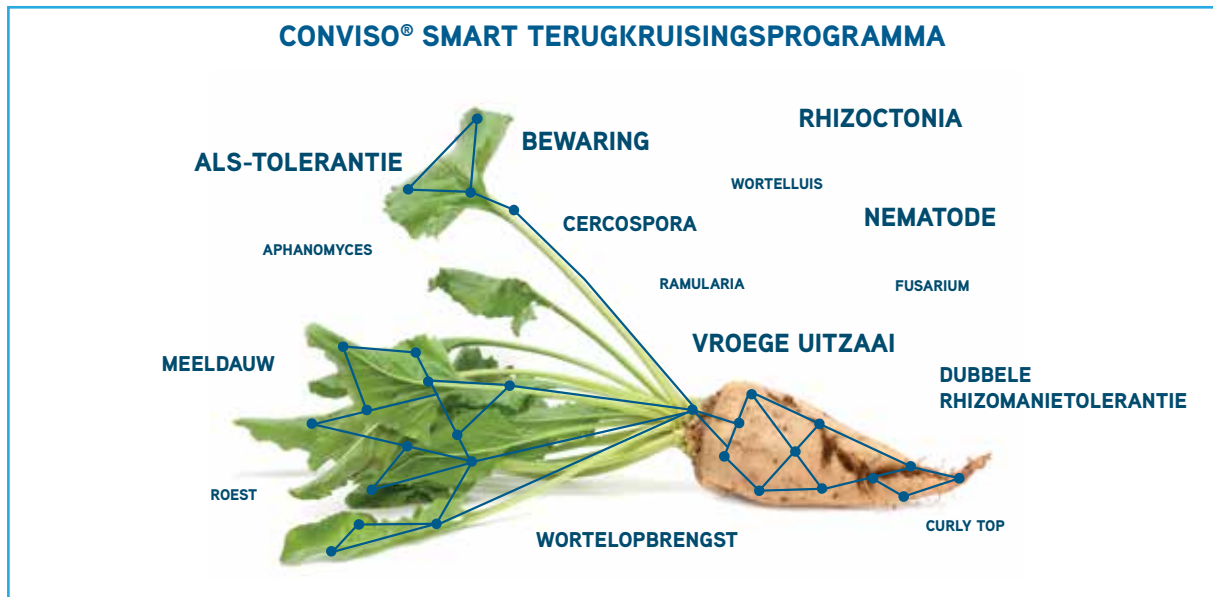 CONVISO® SMART TERUGKRUISINGSPROGRAMMA
RHIZOCTONIA
BEWARING
ALS-TOLERANTIE
WORTELLUIS
NEMATODE
CERCOSPORA
APHANOMYCES
RAMULARIA
FUSARIUM
VROEGE UITZAAI
MEELDAUW
DUBBELE
RHIZOMANIETOLERANTIE
ROEST
CURLY TOP
WORTELOPBRENGST